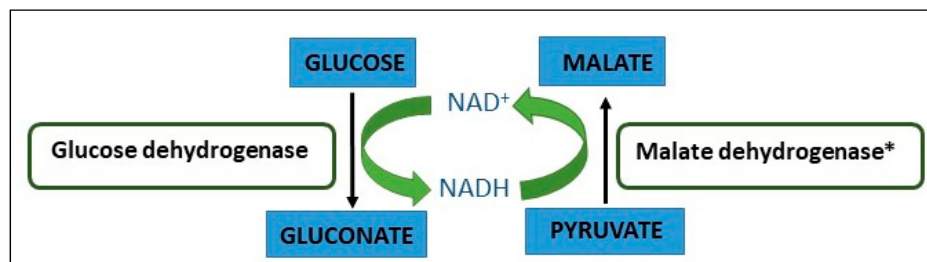 GLUCOSE
MALATE
NAD⁺
Glucose dehydrogenase
Malate dehydrogenase*
NADH
GLUCONATE
PYRUVATE